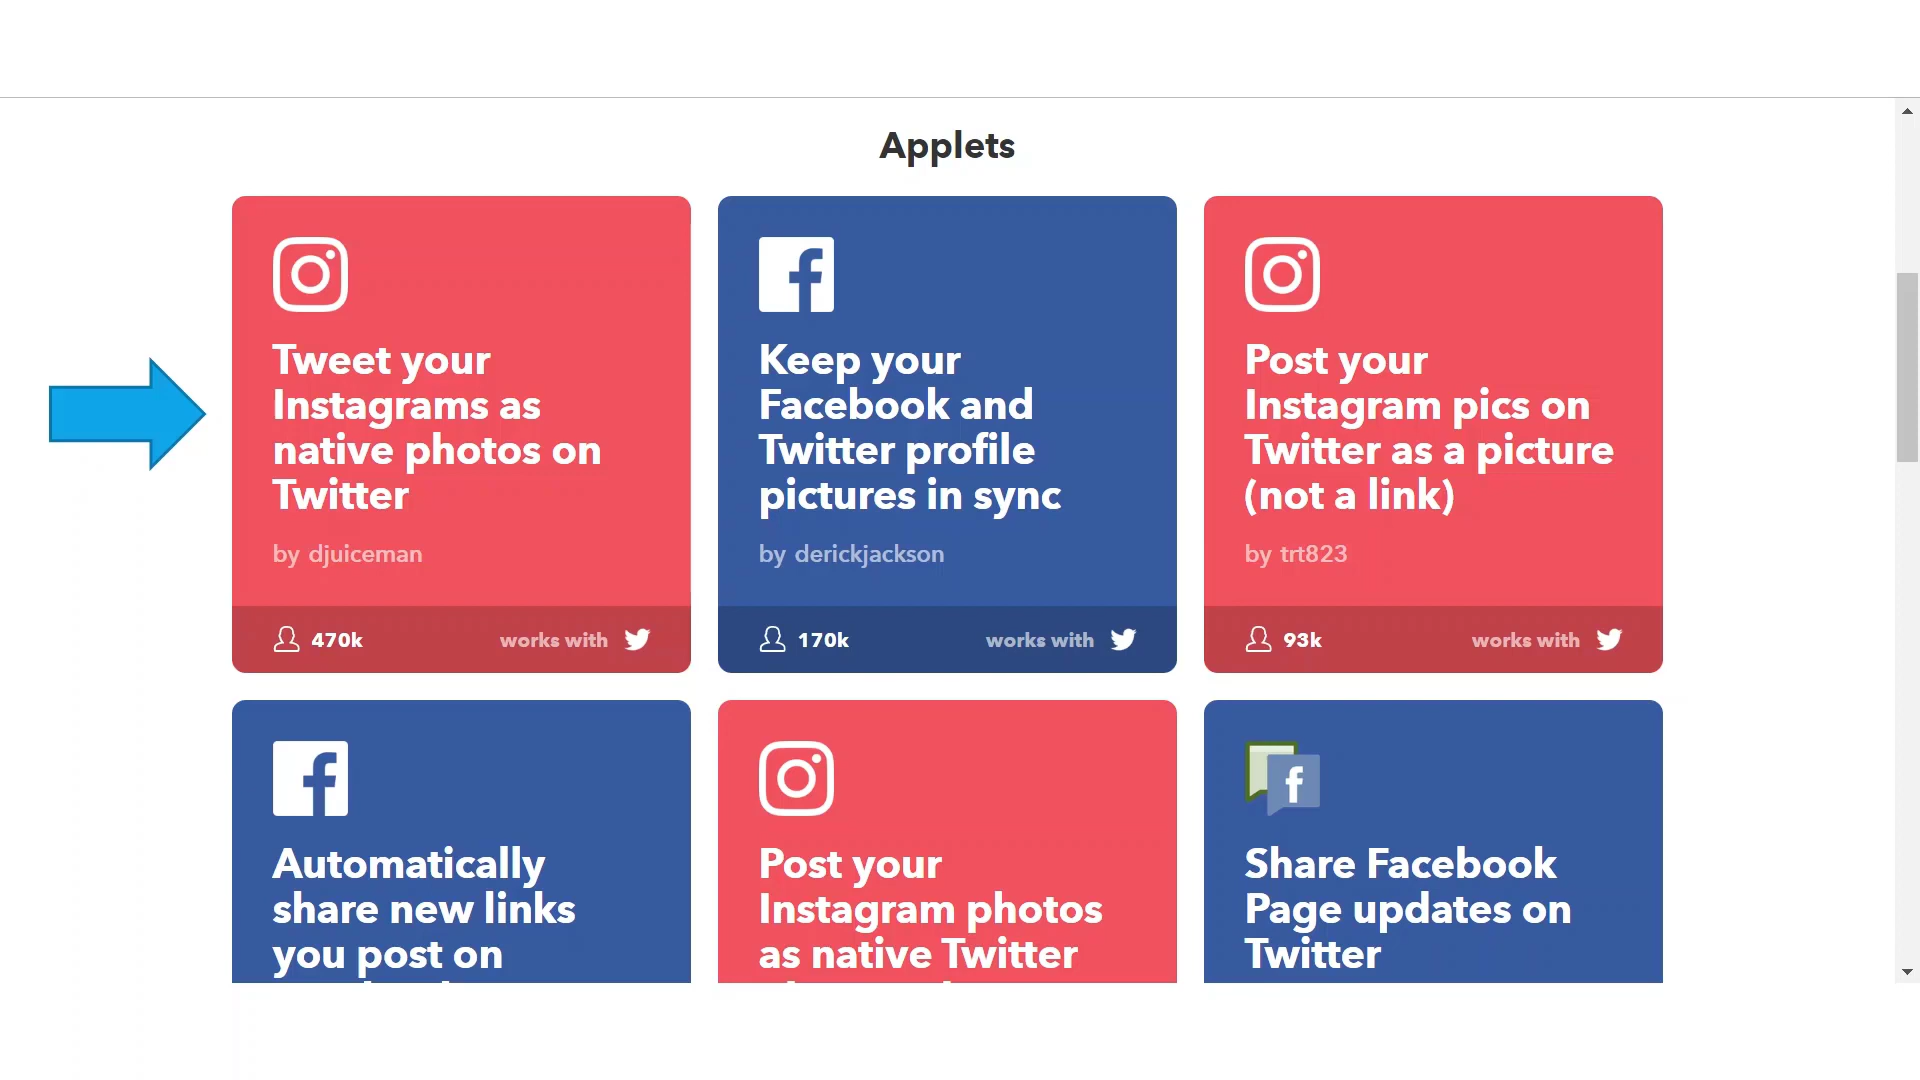 Applets
Tweet your
Instagrams as
native photos on
Twitter
by djuiceman
470k works with
Keep your
Facebook and
Twitter profile
pictures in sync
by derickjackson
170k works with
Post your
Instagram pics on
Twitter as a picture
(not a link)
by trt823
93k works with
Automatically
share new links
you post on
Post your
Instagram photos
as native Twitter
Share Facebook
Page updates on
Twitter